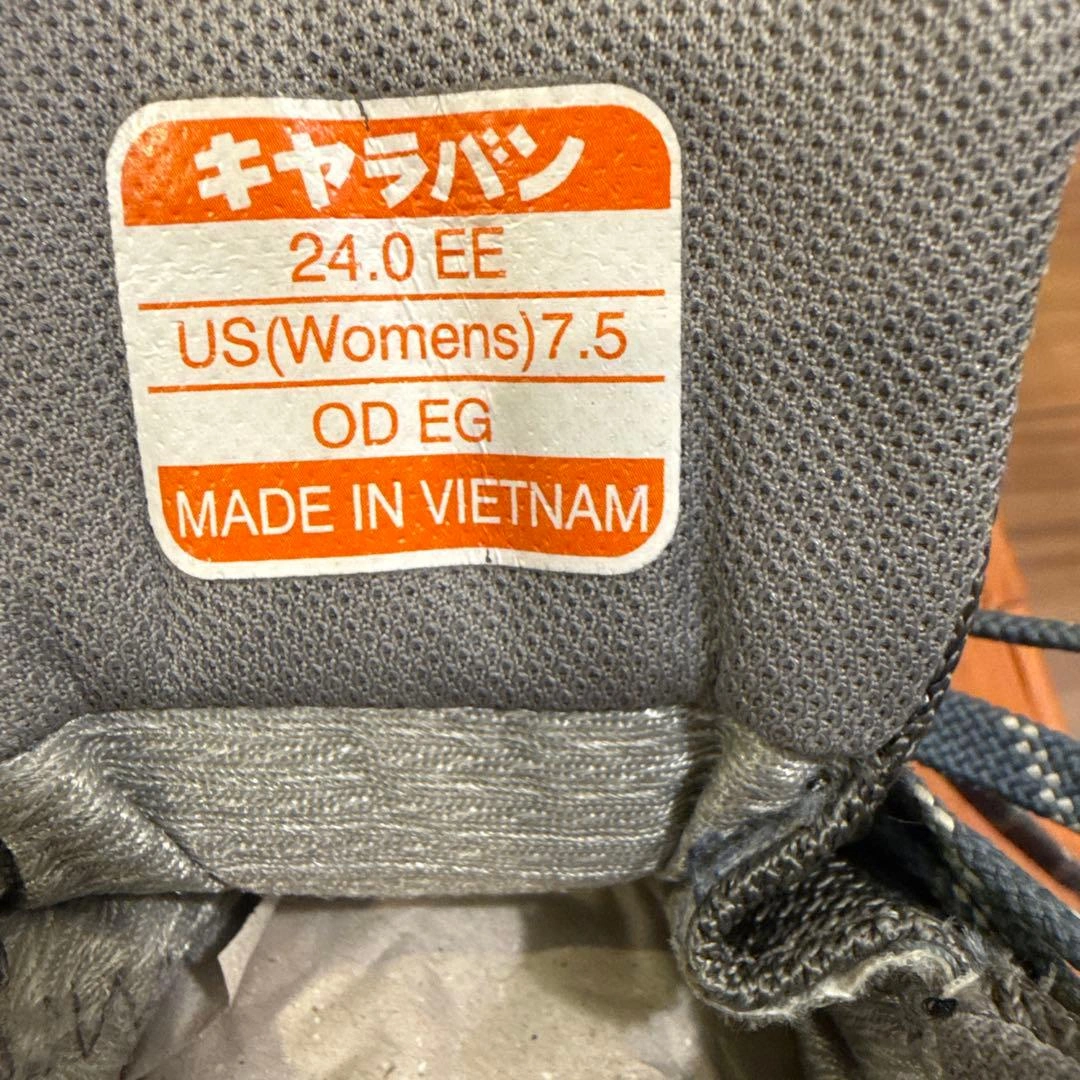 キャラバン
24.0 EE
US(Womens)7.5
OD EG
MADE IN VIETNAM